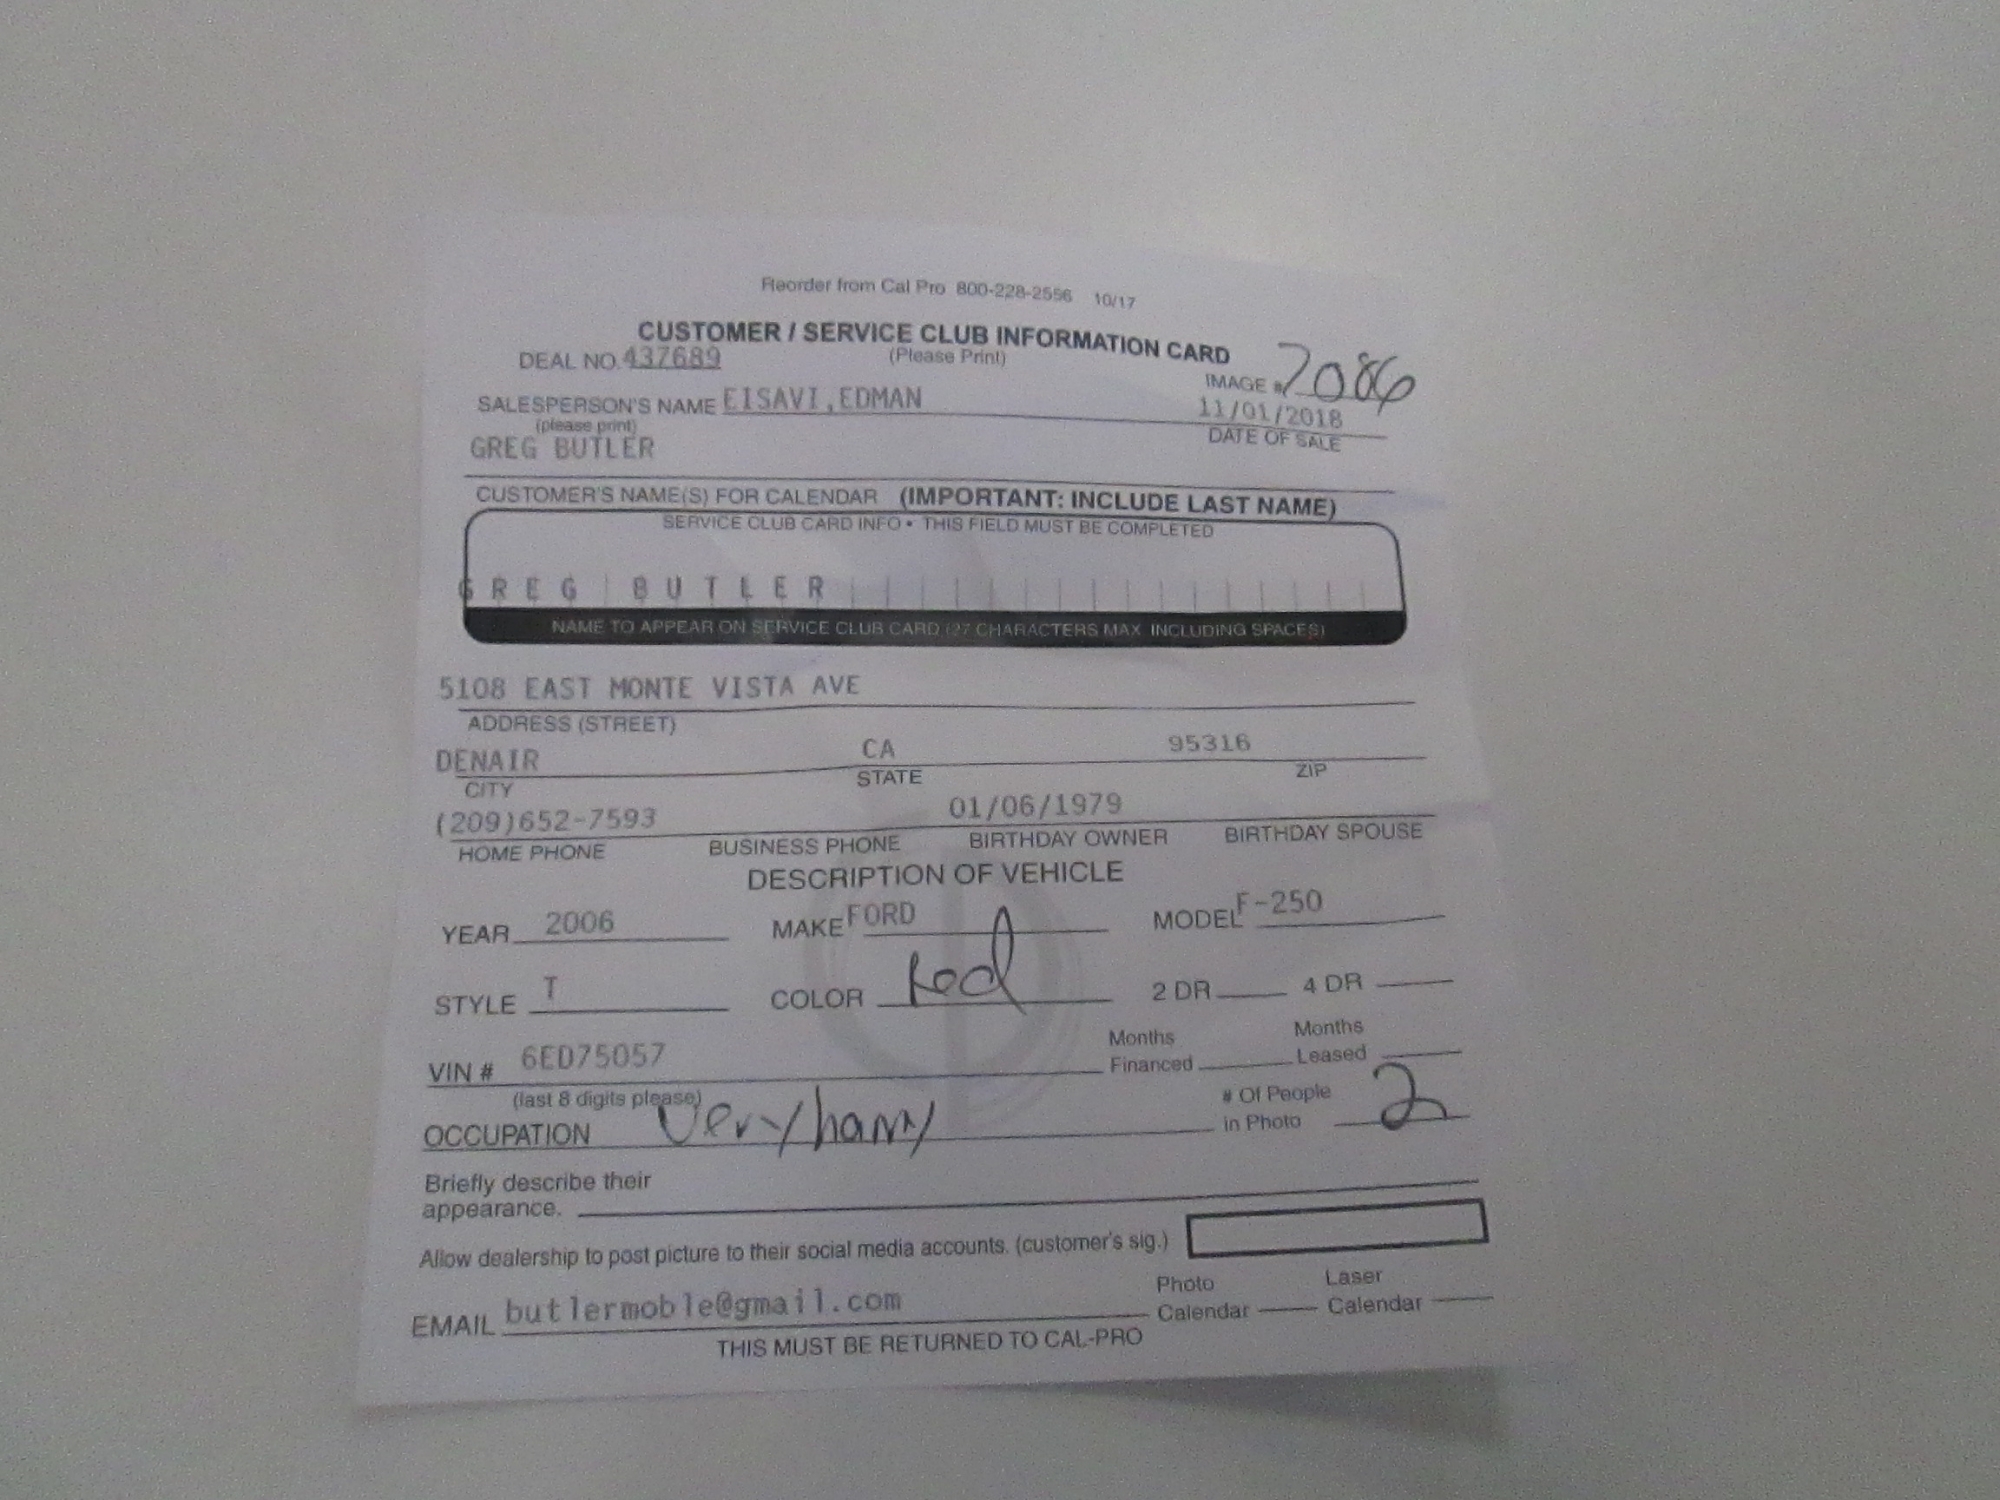 Reorder from Cal Pro 800-228-2556 10/17
CUSTOMER / SERVICE CLUB INFORMATION CARD
DEAL NO. 437689 (Please Print)
IMAGE # 7086
SALESPERSON'S NAME EISAVI,EDMAN 11/01/2018
(please print) DATE OF SALE
GREG BUTLER
CUSTOMER'S NAME(S) FOR CALENDAR (IMPORTANT: INCLUDE LAST NAME)
SERVICE CLUB CARD INFO • THIS FIELD MUST BE COMPLETED
GREG BUTLER
NAME TO APPEAR ON SERVICE CLUB CARD (27 CHARACTERS MAX INCLUDING SPACES)
5108 EAST MONTE VISTA AVE
ADDRESS (STREET)
DENAIR CA 95316
CITY STATE ZIP
(209)652-7593 01/06/1979
HOME PHONE BUSINESS PHONE BIRTHDAY OWNER BIRTHDAY SPOUSE
DESCRIPTION OF VEHICLE
YEAR 2006 MAKE FORD MODEL F-250
STYLE T COLOR Red 2 DR 4 DR
Months Months
VIN # 6ED75057 Financed Leased
(last 8 digits please) # Of People
OCCUPATION Very in Photo 2
Briefly describe their
appearance.
Allow dealership to post picture to their social media accounts. (customer's sig.)
Photo Laser
EMAIL butlermoble@gmail.com Calendar Calendar
THIS MUST BE RETURNED TO CAL-PRO